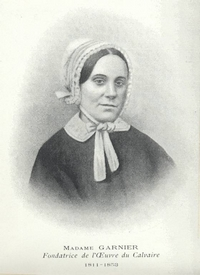 MADAME GARNIER
Fondatrice de l'Œuvre du Calvaire
1811-1853